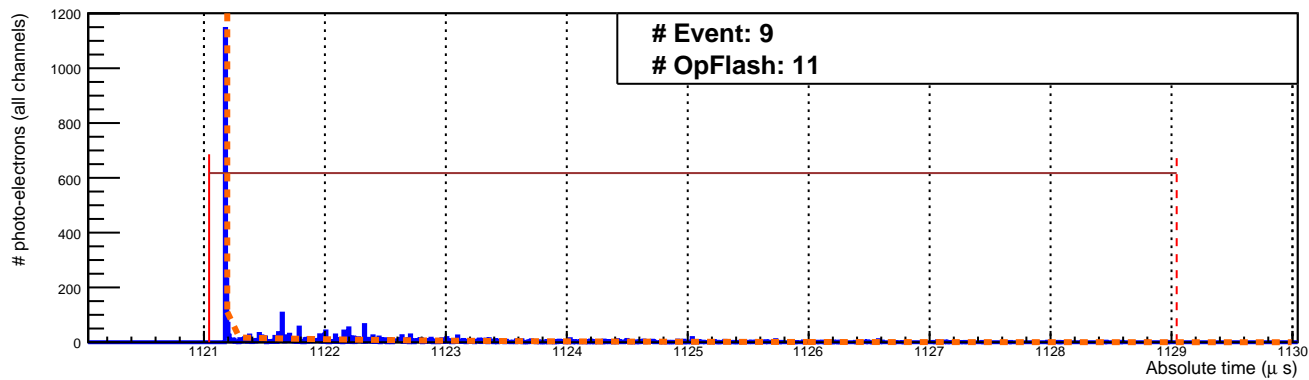 # Event: 9
# OpFlash: 11
# photo-electrons (all channels)
1200
1000
800
600
400
200
0
1121 1122 1123 1124 1125 1126 1127 1128 1129 1130
Absolute time (μ s)